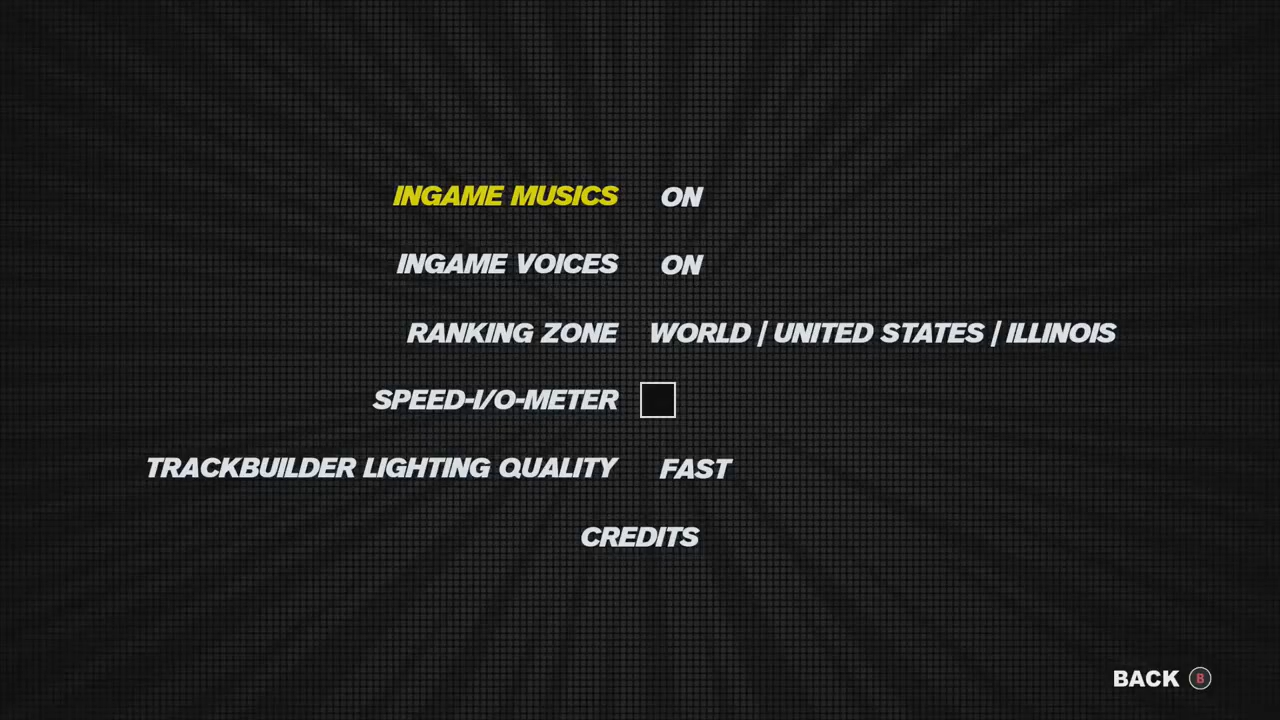 INGAME MUSICS ON
INGAME VOICES ON
RANKING ZONE WORLD / UNITED STATES / ILLINOIS
SPEED-I/O-METER
TRACKBUILDER LIGHTING QUALITY FAST
CREDITS
BACK B